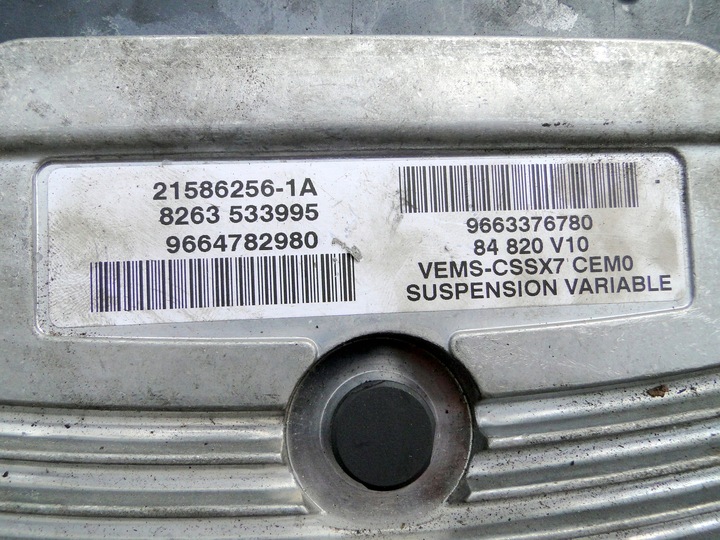 21586256-1A
8263 533995
9664782980
9663376780
84 820 V10
VEMS-CSSX7 CEM0
SUSPENSION VARIABLE